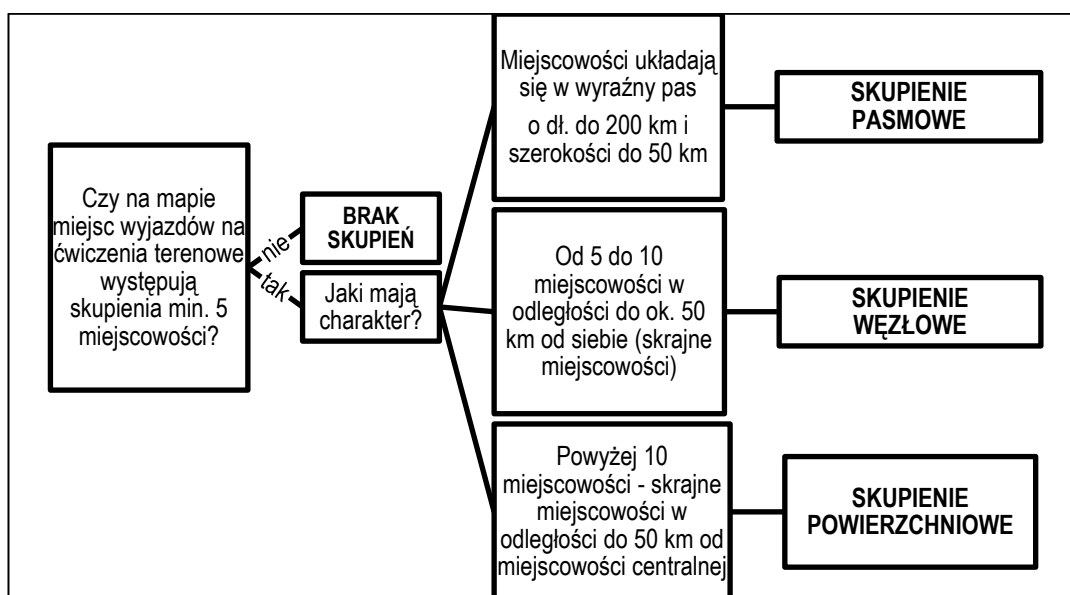 Czy na mapie
miejsc wyjazdów na
ćwiczenia terenowe
występują
skupienia min. 5
miejscowości?
nie
tak
BRAK
SKUPIEŃ
Jaki mają
charakter?
Miejscowości układają
się w wyraźny pas
o dł. do 200 km i
szerokości do 50 km
SKUPIENIE
PASMOWE
Od 5 do 10
miejscowości w
odległości do ok. 50
km od siebie (skrajne
miejscowości)
SKUPIENIE
WĘZŁOWE
Powyżej 10
miejscowości - skrajne
miejscowości w
odległości do 50 km od
miejscowości centralnej
SKUPIENIE
POWIERZCHNIOWE